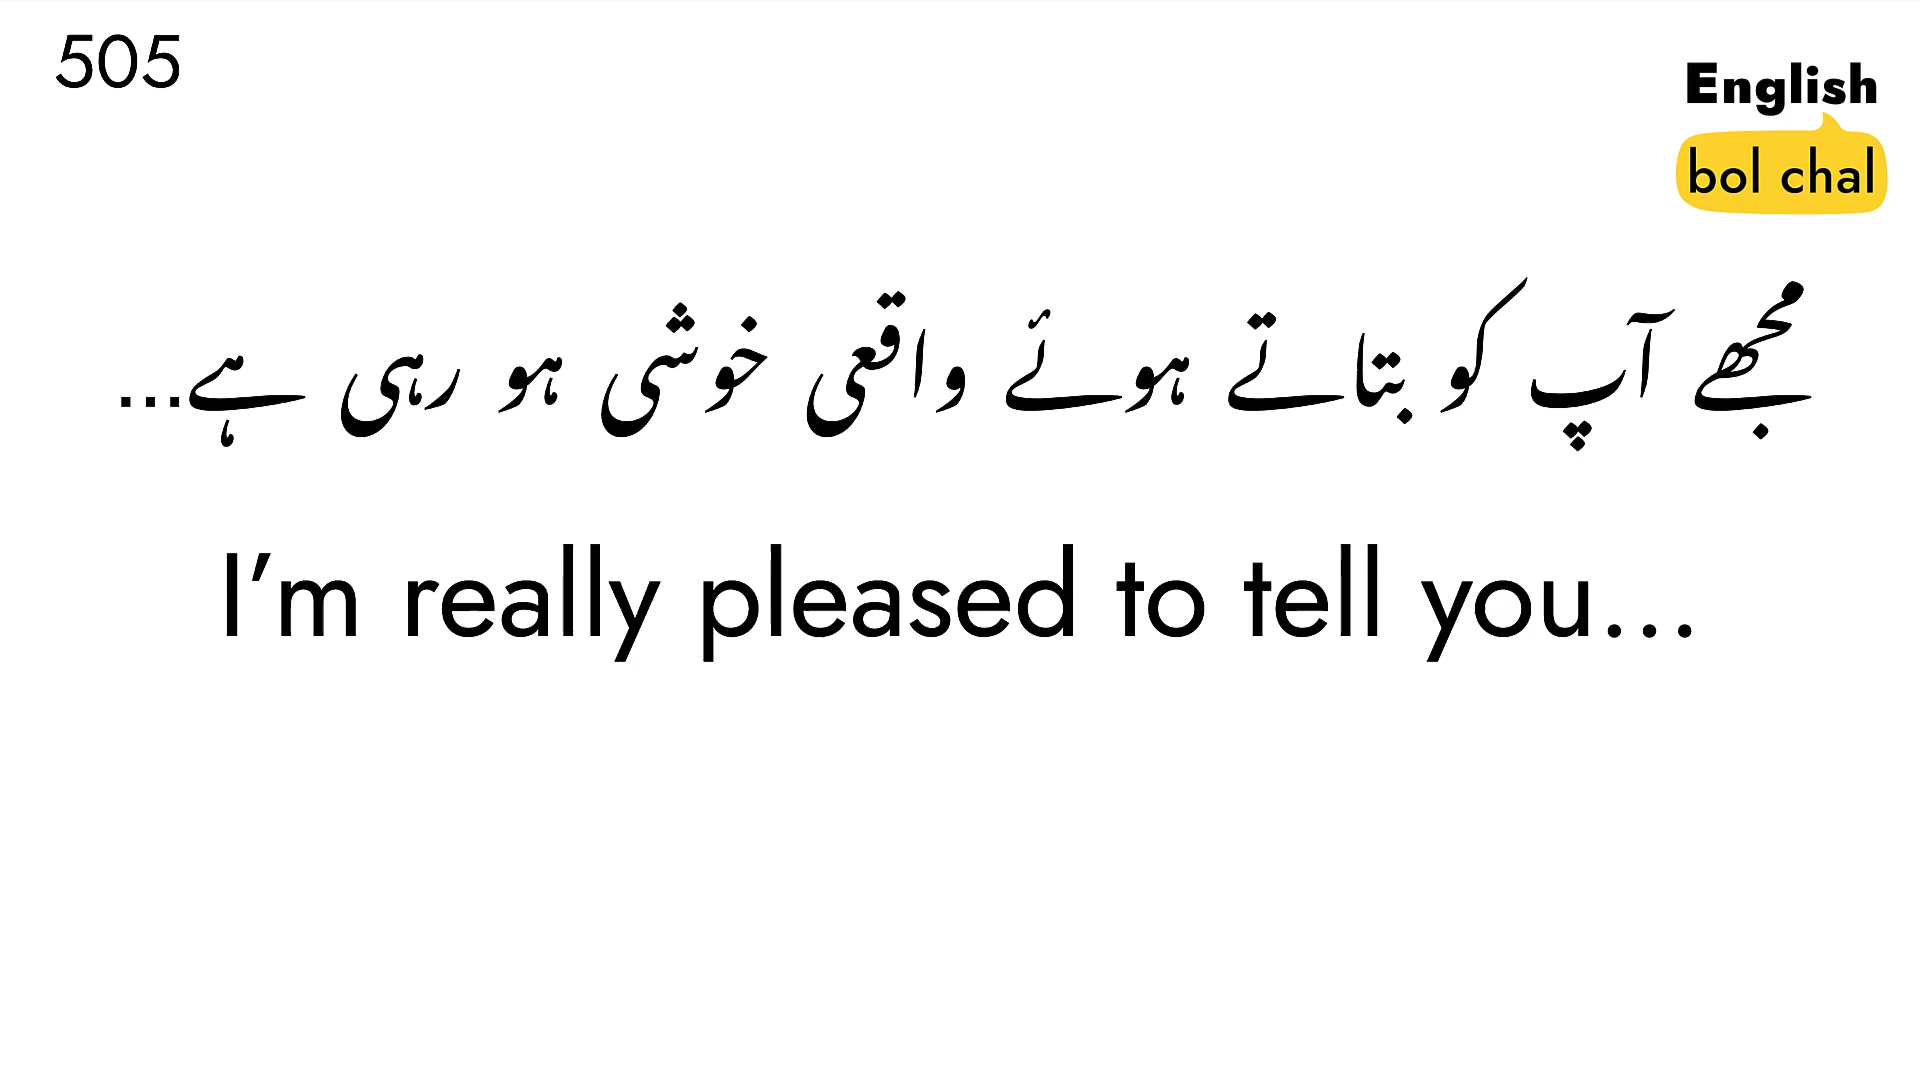 505
English
bol chal
مجھے آپ کو بتاتے ہوئے واقعی خوشی ہو رہی ہے...
I'm really pleased to tell you...